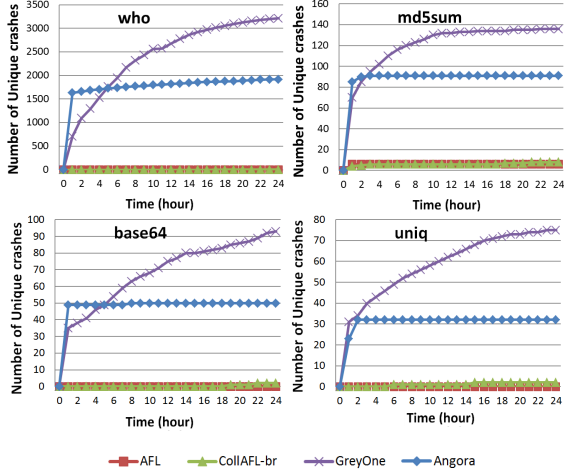 who
Number of Unique crashes
3500
3000
2500
2000
1500
1000
500
0
0 2 4 6 8 10 12 14 16 18 20 22 24
Time (hour)
md5sum
Number of Unique crashes
160
140
120
100
80
60
40
20
0
0 2 4 6 8 10 12 14 16 18 20 22 24
Time (hour)
base64
Number of Unique crashes
100
90
80
70
60
50
40
30
20
10
0
0 2 4 6 8 10 12 14 16 18 20 22 24
Time (hour)
uniq
Number of Unique crashes
80
70
60
50
40
30
20
10
0
0 2 4 6 8 10 12 14 16 18 20 22 24
Time (hour)
AFL CollAFL-br GreyOne Angora